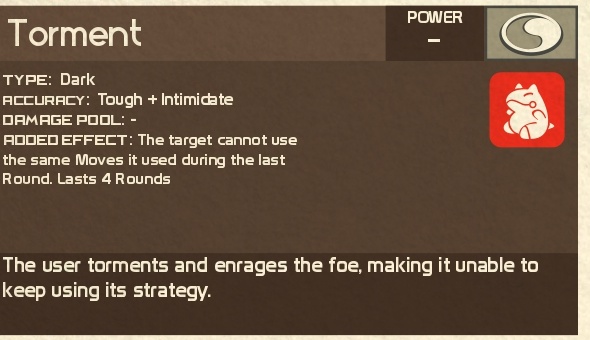 Torment
POWER
–
TYPE: Dark
ACCURACY: Tough + Intimidate
DAMAGE POOL: -
ADDED EFFECT: The target cannot use
the same Moves it used during the last
Round. Lasts 4 Rounds
The user torments and enrages the foe, making it unable to
keep using its strategy.